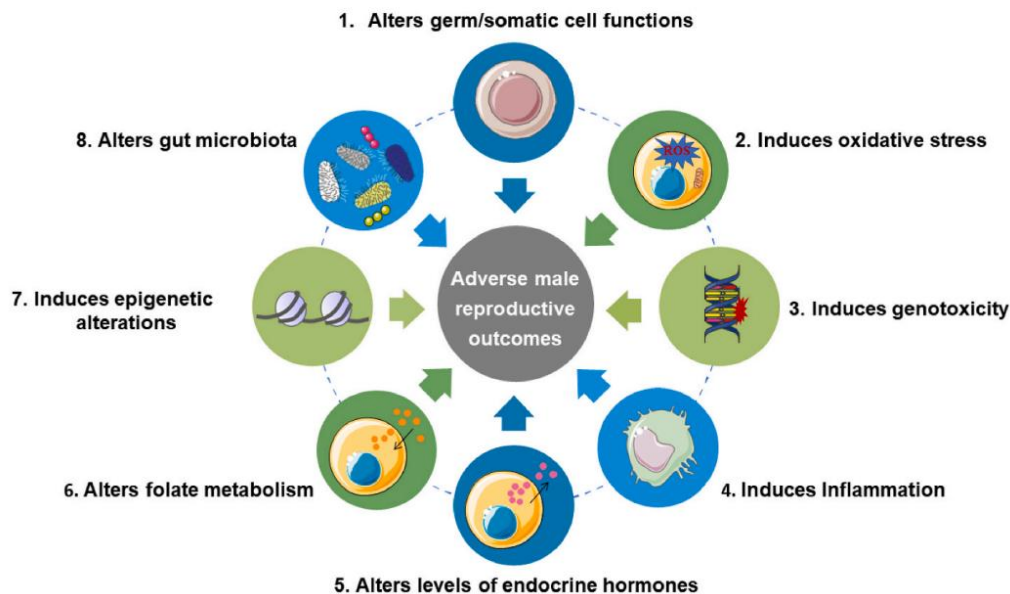 1. Alters germ/somatic cell functions
2. Induces oxidative stress
ROS
3. Induces genotoxicity
4. Induces Inflammation
5. Alters levels of endocrine hormones
6. Alters folate metabolism
7. Induces epigenetic
alterations
8. Alters gut microbiota
Adverse male
reproductive
outcomes